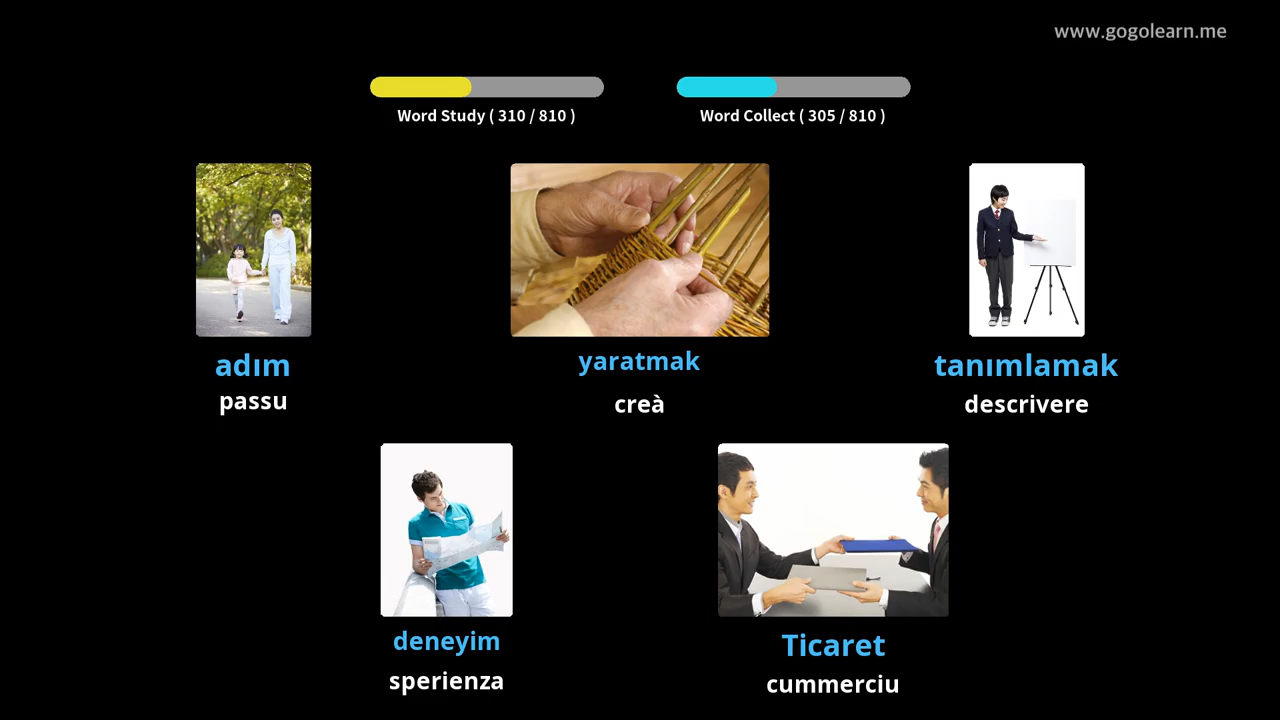 www.gogolearn.me
Word Study ( 310 / 810 )
Word Collect ( 305 / 810 )
adım
passu
yaratmak
creà
tanımlamak
descrivere
deneyim
sperienza
Ticaret
cummerciu